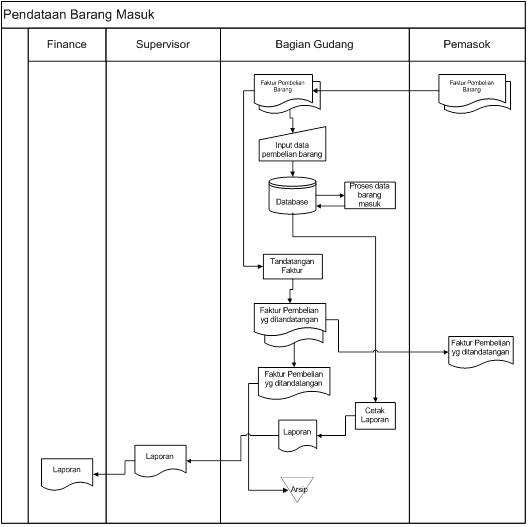 Pendataan Barang Masuk
Finance
Supervisor
Bagian Gudang
Pemasok
Faktur Pembelian
Barang
Faktur Pembelian
Barang
Input data
pembelian barang
Database
Proses data
barang
masuk
Tandatangan
Faktur
Faktur Pembelian
yg ditandatangan
Faktur Pembelian
yg ditandatangan
Faktur Pembelian
yg ditandatangan
Cetak
Laporan
Laporan
Laporan
Laporan
Arsip